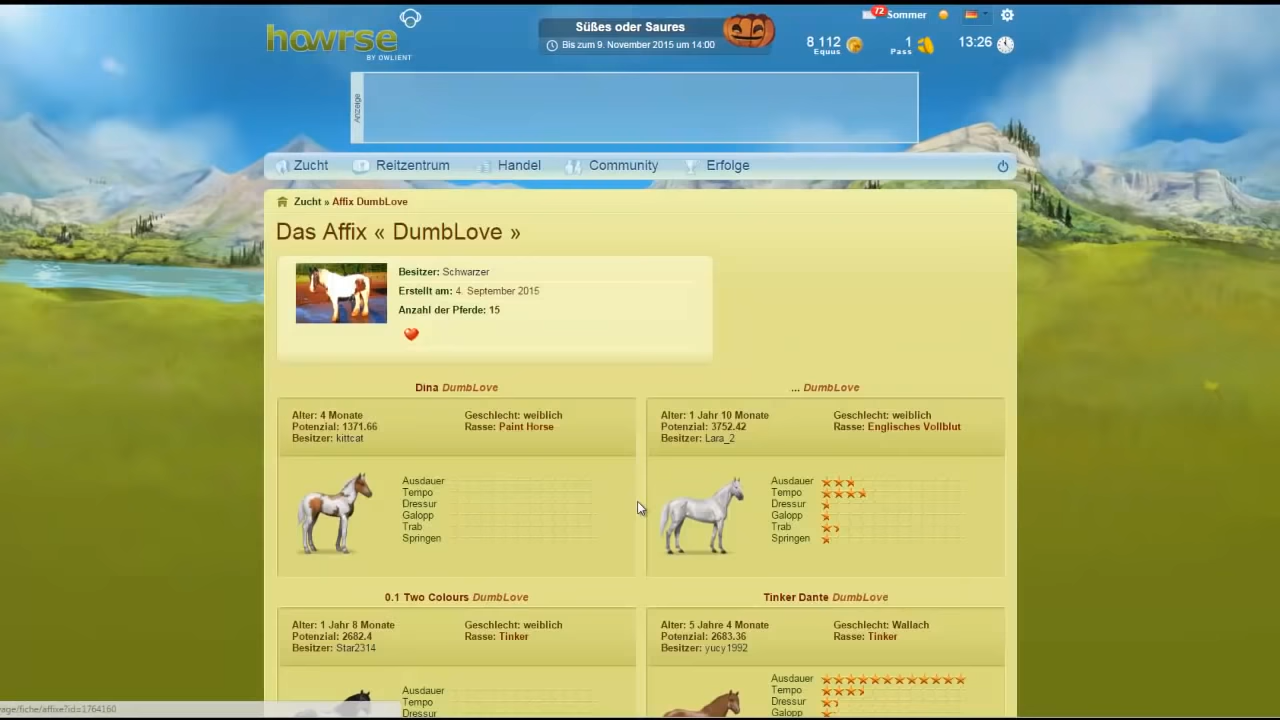 howrse
BY OWLIENT
Süßes oder Saures
Bis zum 9. November 2015 um 14:00
72 Sommer
8 112
Equus
1
Pass
13:26
Anzeige
Zucht Reitzentrum Handel Community Erfolge
Zucht » Affix DumbLove
Das Affix « DumbLove »
Besitzer: Schwarzer
Erstellt am: 4. September 2015
Anzahl der Pferde: 15
Dina DumbLove
Alter: 4 Monate Geschlecht: weiblich
Potenzial: 1371.66 Rasse: Paint Horse
Besitzer: kittcat
Ausdauer
Tempo
Dressur
Galopp
Trab
Springen
... DumbLove
Alter: 1 Jahr 10 Monate Geschlecht: weiblich
Potenzial: 3752.42 Rasse: Englisches Vollblut
Besitzer: Lara_2
Ausdauer
Tempo
Dressur
Galopp
Trab
Springen
0.1 Two Colours DumbLove
Alter: 1 Jahr 8 Monate Geschlecht: weiblich
Potenzial: 2682.4 Rasse: Tinker
Besitzer: Star2314
Ausdauer
Tempo
Dressur
Tinker Dante DumbLove
Alter: 5 Jahre 4 Monate Geschlecht: Wallach
Potenzial: 2683.36 Rasse: Tinker
Besitzer: yucy1992
Ausdauer
Tempo
Dressur
Galopp
vage/fiche/affixe?id=1764160